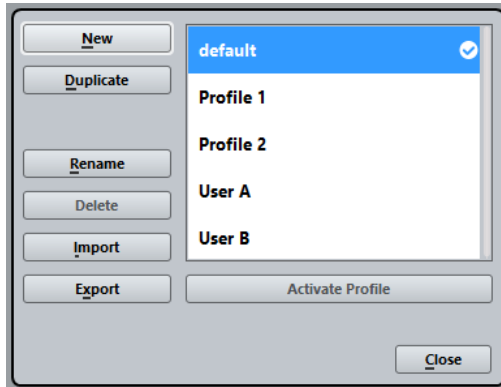 New
Duplicate
Rename
Delete
Import
Export
default
Profile 1
Profile 2
User A
User B
Activate Profile
Close